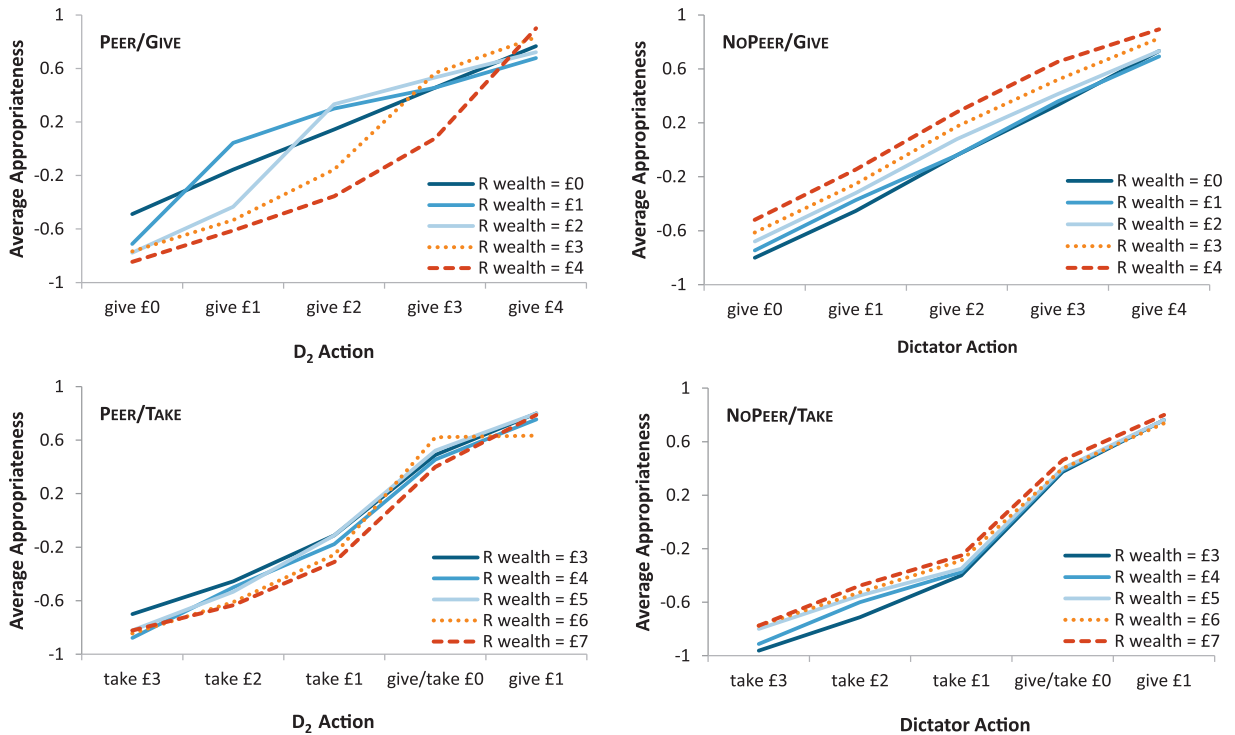 PEER/GIVE
Average Appropriateness
1
0.6
0.2
-0.2
-0.6
-1
R wealth = £0
R wealth = £1
R wealth = £2
R wealth = £3
R wealth = £4
give £0 give £1 give £2 give £3 give £4
D2 Action
NOPEER/GIVE
Average Appropriateness
1
0.6
0.2
-0.2
-0.6
-1
R wealth = £0
R wealth = £1
R wealth = £2
R wealth = £3
R wealth = £4
give £0 give £1 give £2 give £3 give £4
Dictator Action
PEER/TAKE
Average Appropriateness
1
0.6
0.2
-0.2
-0.6
-1
R wealth = £3
R wealth = £4
R wealth = £5
R wealth = £6
R wealth = £7
take £3 take £2 take £1 give/take £0 give £1
D2 Action
NOPEER/TAKE
Average Appropriateness
1
0.6
0.2
-0.2
-0.6
-1
R wealth = £3
R wealth = £4
R wealth = £5
R wealth = £6
R wealth = £7
take £3 take £2 take £1 give/take £0 give £1
Dictator Action